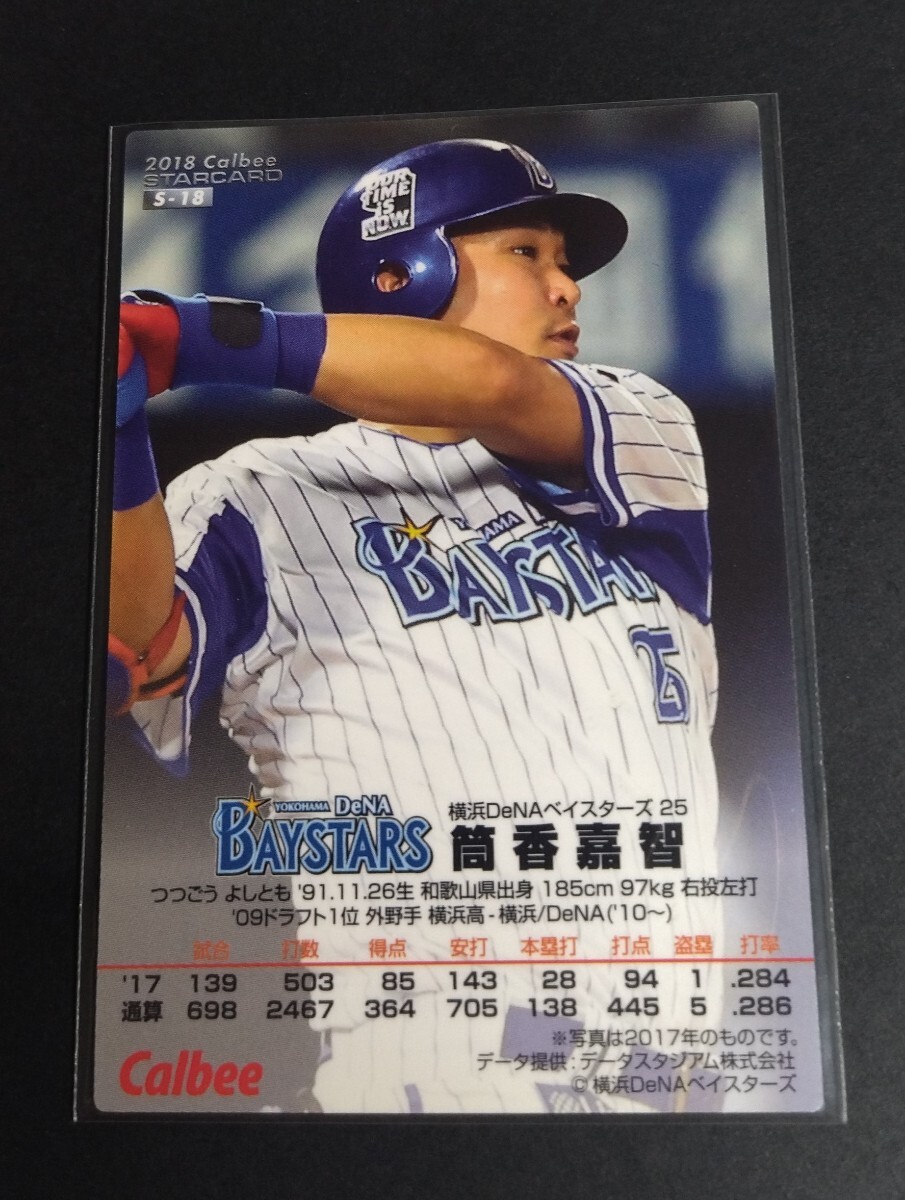 2018 Calbee
STARCARD
S-18
OUR
TIME
IS
NOW.
BAYSTA
25
YOKOHAMA DeNA
BAYSTARS
横浜DeNAベイスターズ 25
筒香嘉智
つつごう よしとも '91.11.26生 和歌山県出身 185cm 97kg 右投左打
'09ドラフト1位 外野手 横浜高-横浜/DeNA('10〜)
試合 打数 得点 安打 本塁打 打点 盗塁 打率
'17 139 503 85 143 28 94 1 .284
通算 698 2467 364 705 138 445 5 .286
※写真は2017年のものです。
データ提供:データスタジアム株式会社
Calbee
©横浜DeNAベイスターズ